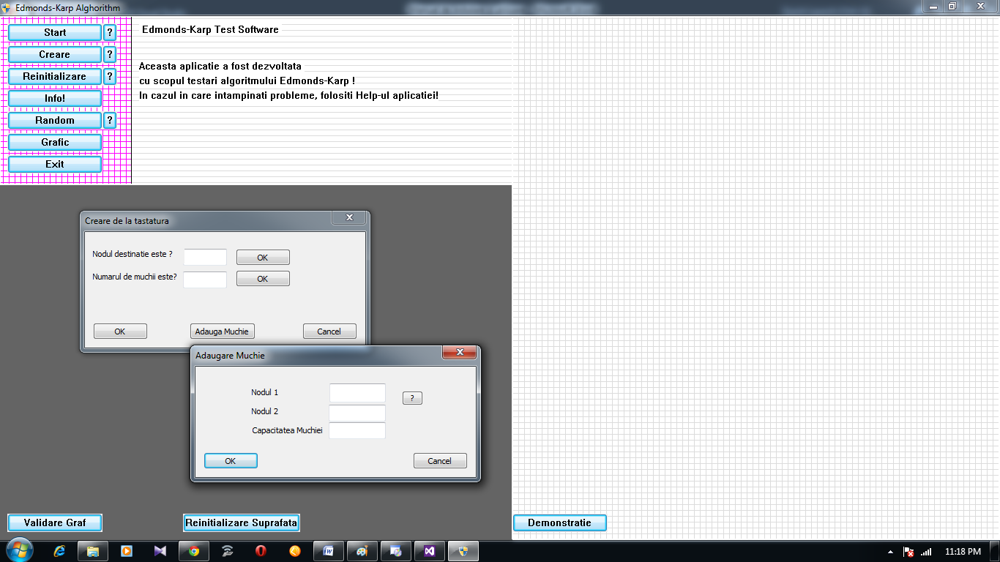 Edmonds-Karp Alghorithm
Start ?
Creare ?
Reinitializare ?
Info!
Random ?
Grafic
Exit
Edmonds-Karp Test Software
Aceasta aplicatie a fost dezvoltata
cu scopul testari algoritmului Edmonds-Karp !
In cazul in care intampinati probleme, folositi Help-ul aplicatiei!
Creare de la tastatura
Nodul destinatie este ? OK
Numarul de muchii este? OK
OK Adauga Muchie Cancel
Adaugare Muchie
Nodul 1 ?
Nodul 2
Capacitatea Muchiei
OK Cancel
Validare Graf Reinitializare Suprafata Demonstratie
11:18 PM